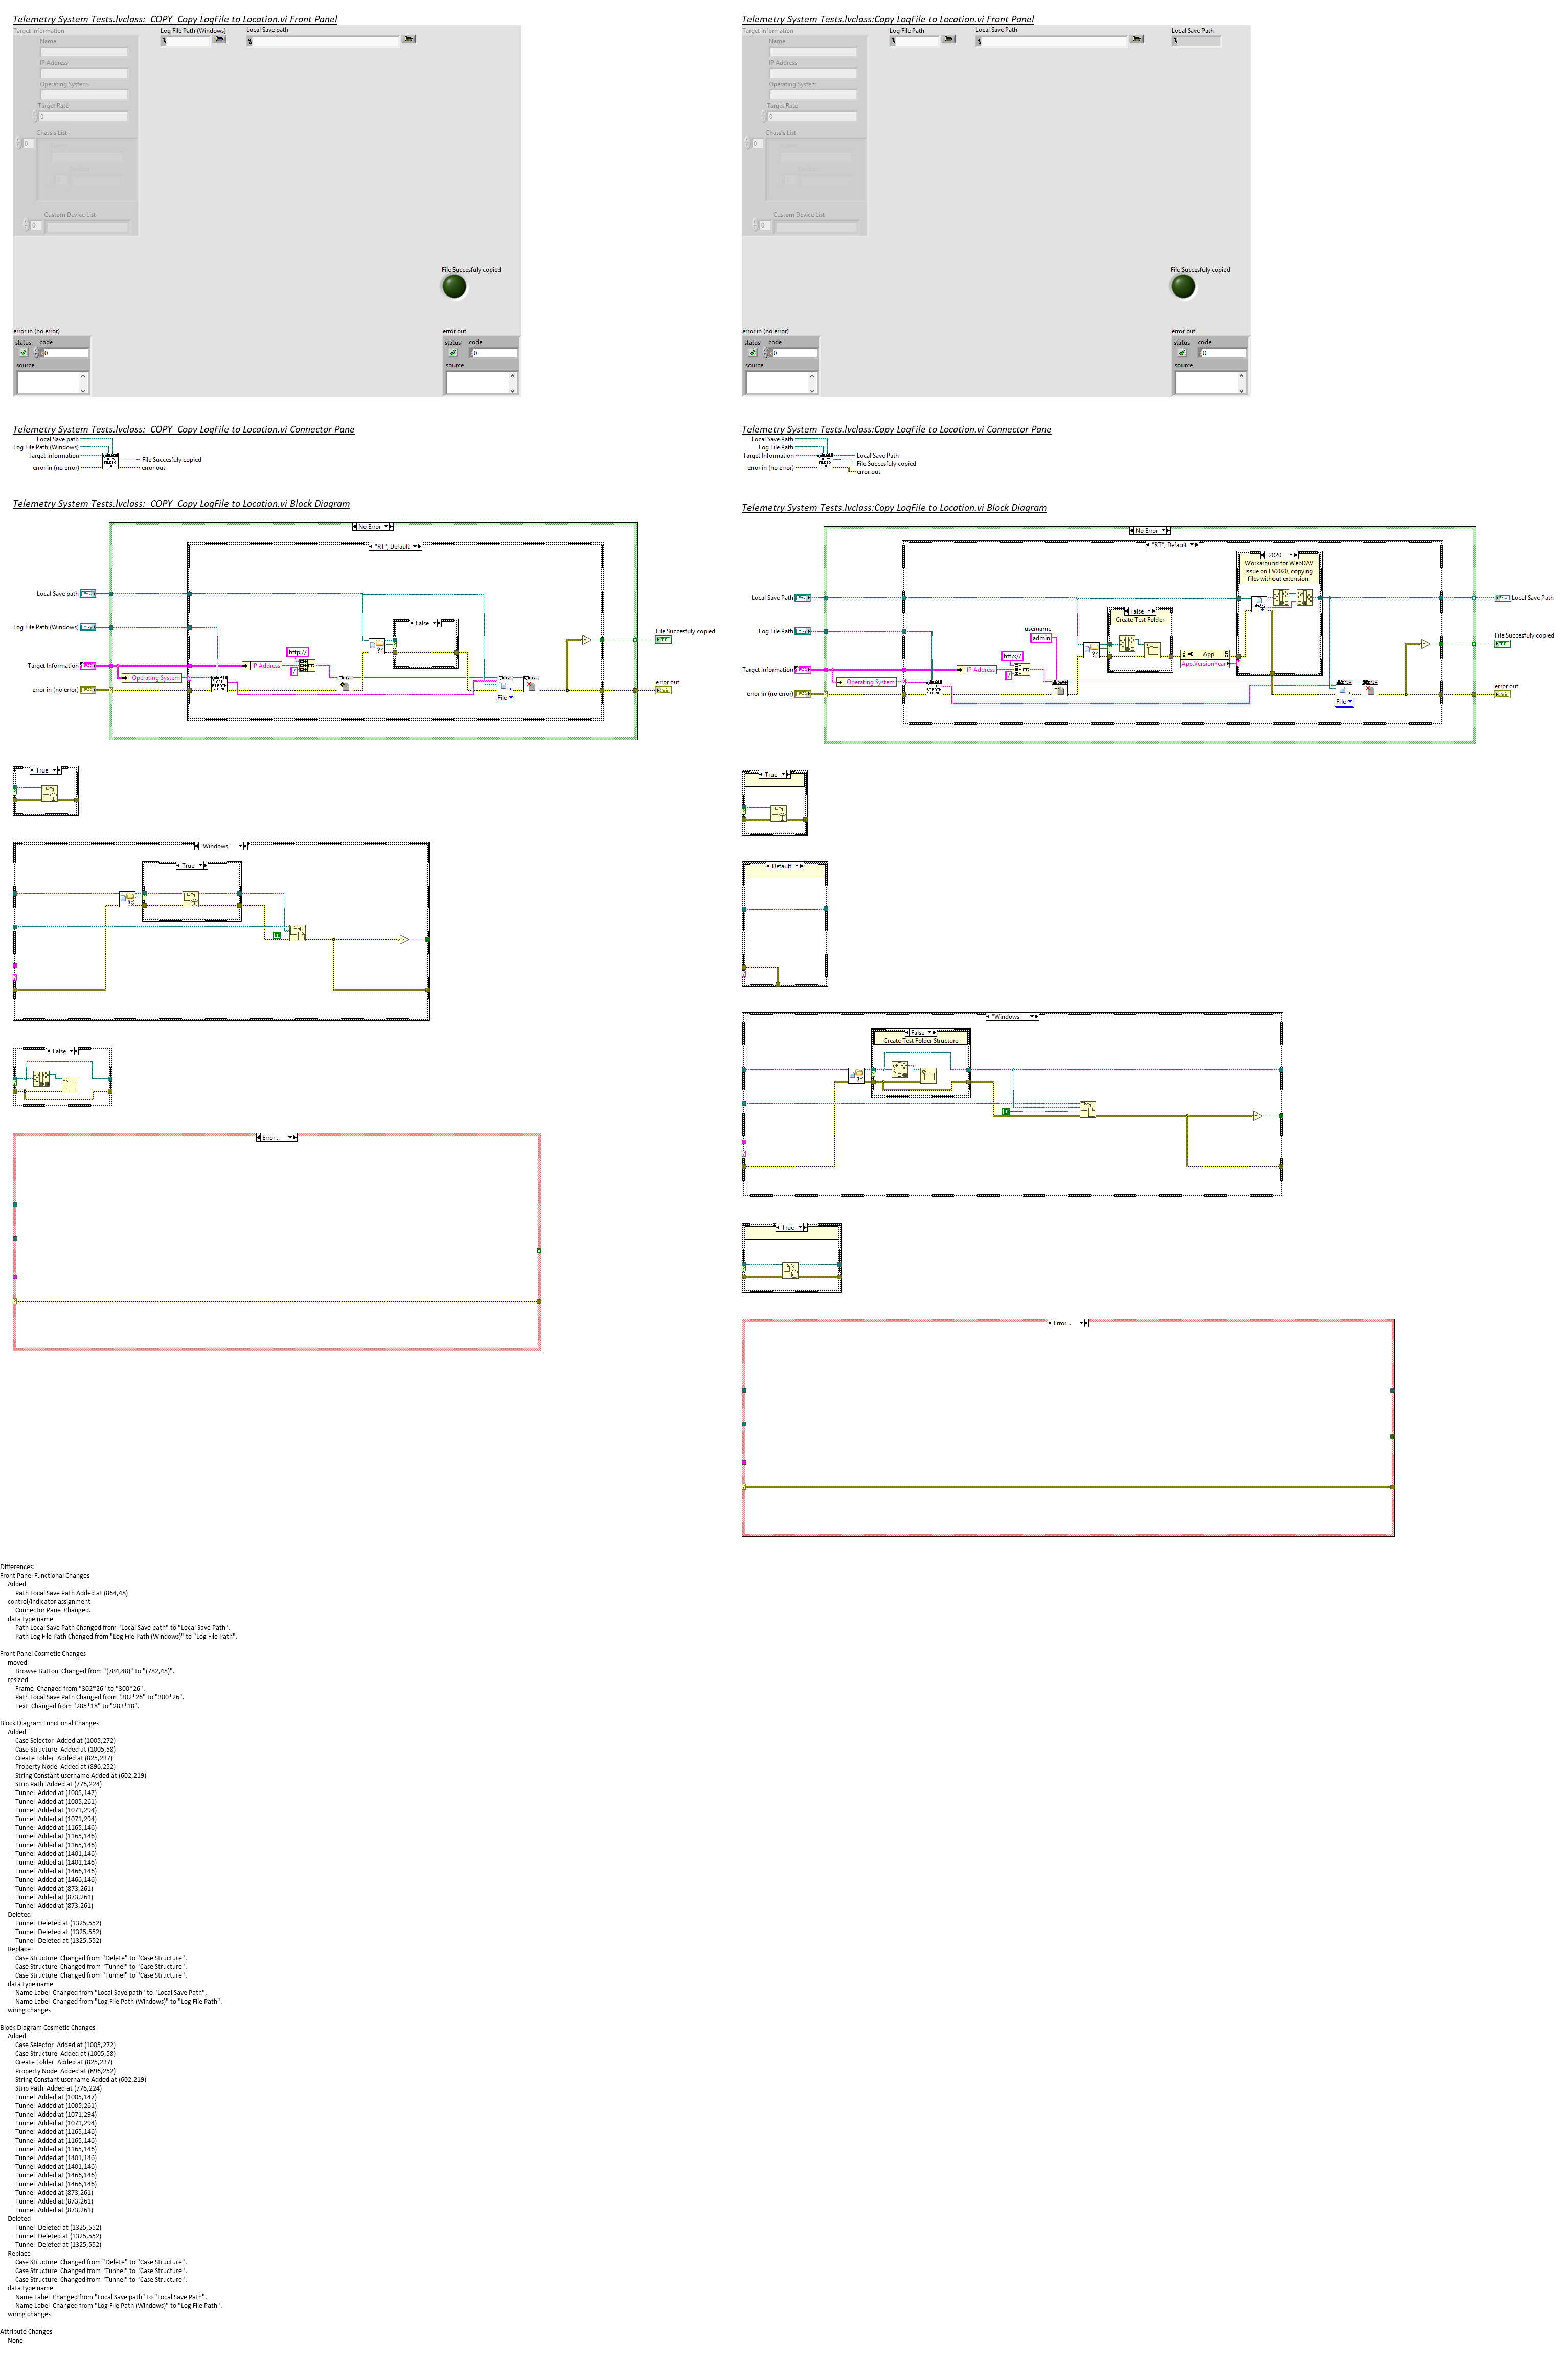 Telemetry System Tests.lvclass:_COPY_Copy LogFile to Location.vi Front Panel
Target Information
Log File Path (Windows)
Local Save path
Name
IP Address
Operating System
Target Rate
0
Chassis List
0
Custom Device List
0
File Succesfuly copied
error in (no error)
status code
0
source
error out
status code
0
source
Telemetry System Tests.lvclass:Copy LogFile to Location.vi Front Panel
Target Information
Log File Path
Local Save Path
Local Save Path
Name
IP Address
Operating System
Target Rate
0
Chassis List
0
Custom Device List
0
File Succesfuly copied
error in (no error)
status code
0
source
error out
status code
0
source
Telemetry System Tests.lvclass:_COPY_Copy LogFile to Location.vi Connector Pane
Local Save path
Log File Path (Windows)
Target Information
error in (no error)
File Succesfuly copied
error out
Telemetry System Tests.lvclass:Copy LogFile to Location.vi Connector Pane
Local Save Path
Log File Path
Target Information
error in (no error)
Local Save Path
File Succesfuly copied
error out
Telemetry System Tests.lvclass:_COPY_Copy LogFile to Location.vi Block Diagram
No Error
"RT", Default
Local Save path
Log File Path (Windows)
Target Information
error in (no error)
Operating System
IP Address
http://
/
False
File
File Succesfuly copied
error out
True
"Windows"
True
False
Error ..
Telemetry System Tests.lvclass:Copy LogFile to Location.vi Block Diagram
No Error
"RT", Default
"2020"
Workaround for WebDAV
issue on LV2020, copying
files without extension.
Local Save Path
Log File Path
Target Information
error in (no error)
Operating System
IP Address
http://
/
username
admin
False
Create Test Folder
App
App.VersionYear
File
Local Save Path
File Succesfuly copied
error out
True
Default
"Windows"
False
Create Test Folder Structure
True
Error ..
Differences:
Front Panel Functional Changes
Added
Path Local Save Path Added at (864,48)
control/indicator assignment
Connector Pane Changed.
data type name
Path Local Save Path Changed from "Local Save path" to "Local Save Path".
Path Log File Path Changed from "Log File Path (Windows)" to "Log File Path".
Front Panel Cosmetic Changes
moved
Browse Button Changed from "(784,48)" to "(782,48)".
resized
Frame Changed from "302*26" to "300*26".
Path Local Save Path Changed from "302*26" to "300*26".
Text Changed from "285*18" to "283*18".
Block Diagram Functional Changes
Added
Case Selector Added at (1005,272)
Case Structure Added at (1005,58)
Create Folder Added at (825,237)
Property Node Added at (896,252)
String Constant username Added at (602,219)
Strip Path Added at (776,224)
Tunnel Added at (1005,147)
Tunnel Added at (1005,261)
Tunnel Added at (1071,294)
Tunnel Added at (1071,294)
Tunnel Added at (1165,146)
Tunnel Added at (1165,146)
Tunnel Added at (1165,146)
Tunnel Added at (1401,146)
Tunnel Added at (1401,146)
Tunnel Added at (1466,146)
Tunnel Added at (1466,146)
Tunnel Added at (873,261)
Tunnel Added at (873,261)
Tunnel Added at (873,261)
Deleted
Tunnel Deleted at (1325,552)
Tunnel Deleted at (1325,552)
Tunnel Deleted at (1325,552)
Replace
Case Structure Changed from "Delete" to "Case Structure".
Case Structure Changed from "Tunnel" to "Case Structure".
Case Structure Changed from "Tunnel" to "Case Structure".
data type name
Name Label Changed from "Local Save path" to "Local Save Path".
Name Label Changed from "Log File Path (Windows)" to "Log File Path".
wiring changes
Block Diagram Cosmetic Changes
Added
Case Selector Added at (1005,272)
Case Structure Added at (1005,58)
Create Folder Added at (825,237)
Property Node Added at (896,252)
String Constant username Added at (602,219)
Strip Path Added at (776,224)
Tunnel Added at (1005,147)
Tunnel Added at (1005,261)
Tunnel Added at (1071,294)
Tunnel Added at (1071,294)
Tunnel Added at (1165,146)
Tunnel Added at (1165,146)
Tunnel Added at (1165,146)
Tunnel Added at (1401,146)
Tunnel Added at (1401,146)
Tunnel Added at (1466,146)
Tunnel Added at (1466,146)
Tunnel Added at (873,261)
Tunnel Added at (873,261)
Tunnel Added at (873,261)
Deleted
Tunnel Deleted at (1325,552)
Tunnel Deleted at (1325,552)
Tunnel Deleted at (1325,552)
Replace
Case Structure Changed from "Delete" to "Case Structure".
Case Structure Changed from "Tunnel" to "Case Structure".
Case Structure Changed from "Tunnel" to "Case Structure".
data type name
Name Label Changed from "Local Save path" to "Local Save Path".
Name Label Changed from "Log File Path (Windows)" to "Log File Path".
wiring changes
Attribute Changes
None